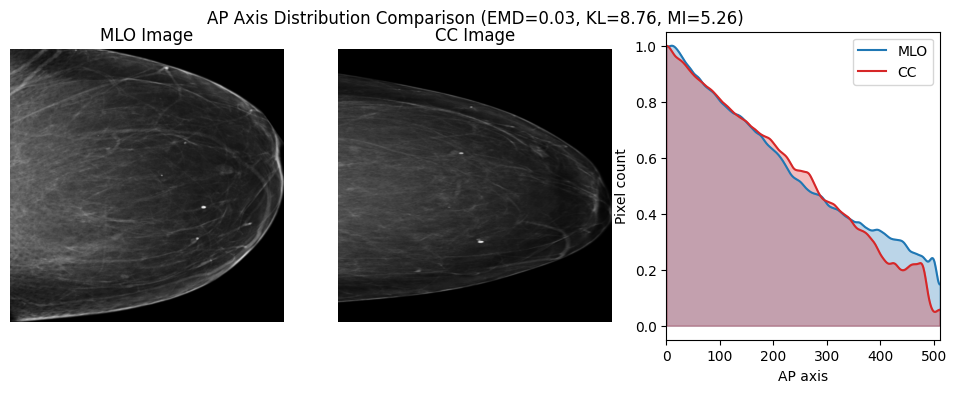 AP Axis Distribution Comparison (EMD=0.03, KL=8.76, MI=5.26)
MLO Image
CC Image
MLO
CC
1.0
0.8
0.6
0.4
0.2
0.0
Pixel count
0
100
200
300
400
500
AP axis